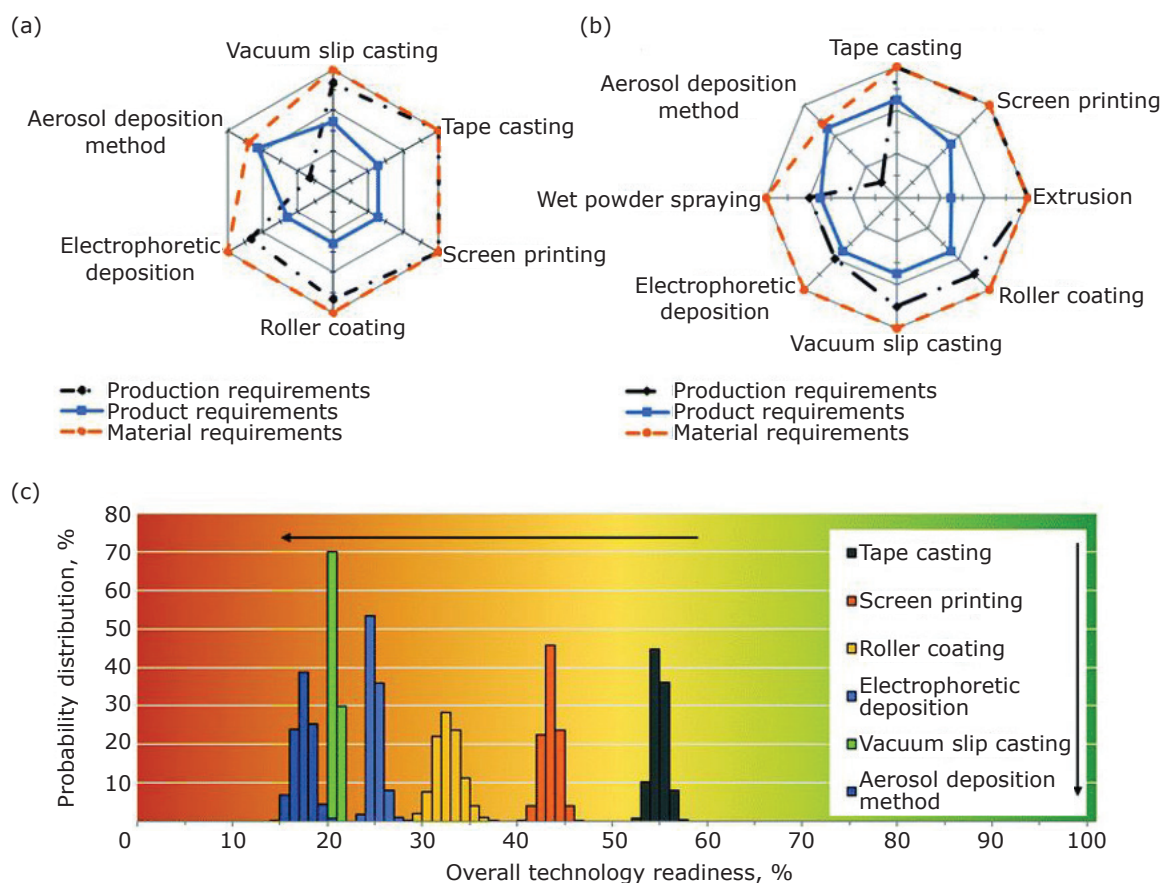 (a)
Vacuum slip casting
Aerosol deposition
method
Tape casting
Electrophoretic
deposition
Screen printing
Roller coating
Production requirements
Product requirements
Material requirements
(b)
Tape casting
Aerosol deposition
method
Screen printing
Wet powder spraying
Extrusion
Electrophoretic
deposition
Roller coating
Vacuum slip casting
Production requirements
Product requirements
Material requirements
(c)
Probability distribution, %
80
70
60
50
40
30
20
10
0
10
20
30
40
50
60
70
80
90
100
Overall technology readiness, %
Tape casting
Screen printing
Roller coating
Electrophoretic
deposition
Vacuum slip casting
Aerosol deposition
method